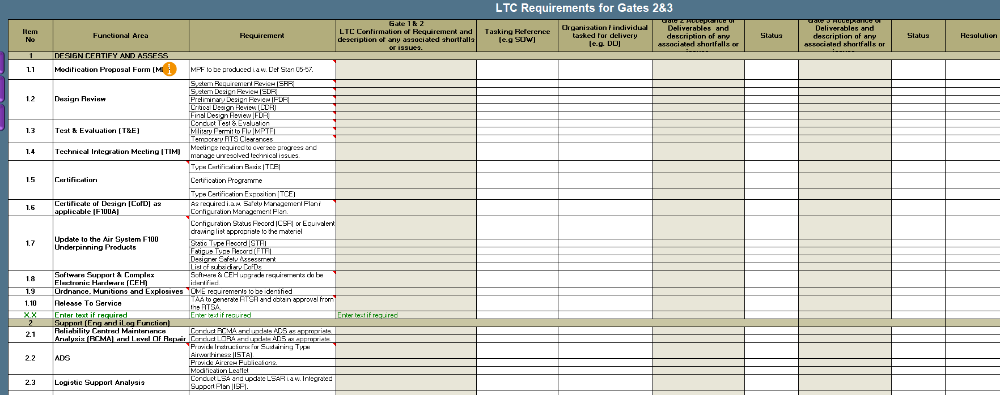 LTC Requirements for Gates 2&3
Item
No
Functional Area
Requirement
Gate 1 & 2
LTC Confirmation of Requirement and
description of any associated shortfalls
or issues.
Tasking Reference
(e.g SOW)
Organisation / individual
tasked for delivery
(e.g. DO)
Gate 2 Acceptance of
Deliverables and
description of any
associated shortfalls or
Status
Gate 3 Acceptance of
Deliverables and
description of any
associated shortfalls or
Status
Resolution
1 DESIGN CERTIFY AND ASSESS
1.1 Modification Proposal Form
MPF to be produced i.a.w. Def Stan 05-57.
1.2 Design Review
System Requirement Review (SRR)
System Design Review (SDR)
Preliminary Design Review (PDR)
Critical Design Review (CDR)
Final Design Review (FDR)
1.3 Test & Evaluation (T&E)
Conduct Test & Evaluation
Military Permit to Fly (MPTF)
Temporary RTS Clearances
1.4 Technical Integration Meeting (TIM)
Meetings required to oversee progress and
manage unresolved technical issues.
1.5 Certification
Type Certification Basis (TCB)
Certification Programme
Type Certification Exposition (TCE)
1.6 Certificate of Design (CofD) as
applicable (F100A)
As required i.a.w. Safety Management Plan /
Configuration Management Plan.
1.7 Update to the Air System F100
Underpinning Products
Configuration Status Record (CSR) or Equivalent
drawing list appropriate to the materiel
Static Type Record (STR)
Fatigue Type Record (FTR)
Designer Safety Assessment
List of subsidiary CofDs
1.8 Software Support & Complex
Electronic Hardware (CEH)
Software & CEH upgrade requirements do be
identified.
1.9 Ordnance, Munitions and Explosives
OME requirements to be identified
1.10 Release To Service
TAA to generate RTSR and obtain approval from
the RTSA.
X.X Enter text if required
Enter text if required
Enter text if required
2 Support (Eng and iLog Function)
2.1 Reliability Centred Maintenance
Analysis (RCMA) and Level Of Repair
Conduct RCMA and update ADS as appropriate.
Conduct LORA and update ADS as appropriate.
2.2 ADS
Provide Instructions for Sustaining Type
Airworthiness (ISTA).
Provide Aircrew Publications.
Modification Leaflet
2.3 Logistic Support Analysis
Conduct LSA and update LSAR i.a.w. Integrated
Support Plan (ISP).